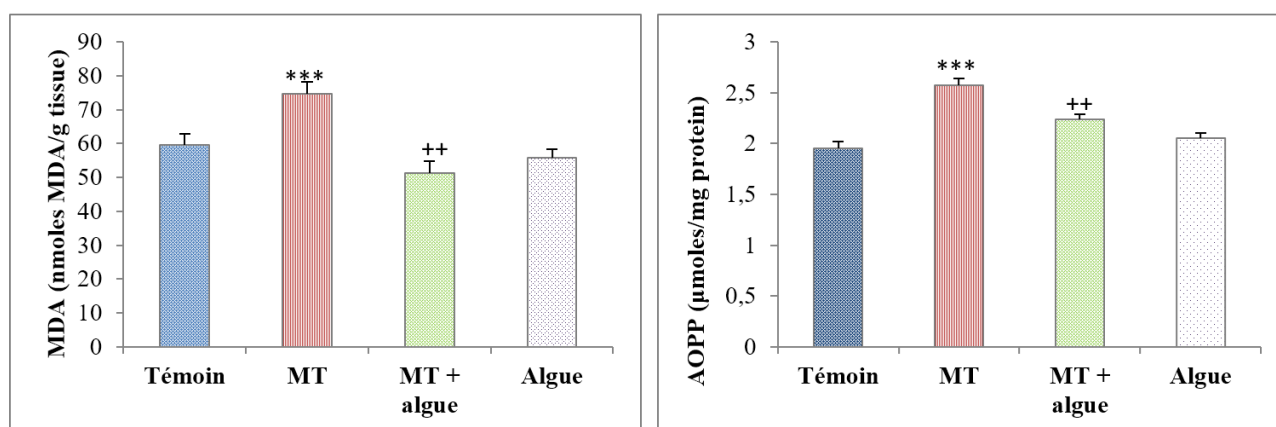 MDA (nmoles MDA/g tissue)
90
80
70
60
50
40
30
20
10
0
***
++
Témoin
MT
MT +
algue
Algue
AOPP (µmoles/mg protein)
3
2,5
2
1,5
1
0,5
0
***
++
Témoin
MT
MT +
algue
Algue